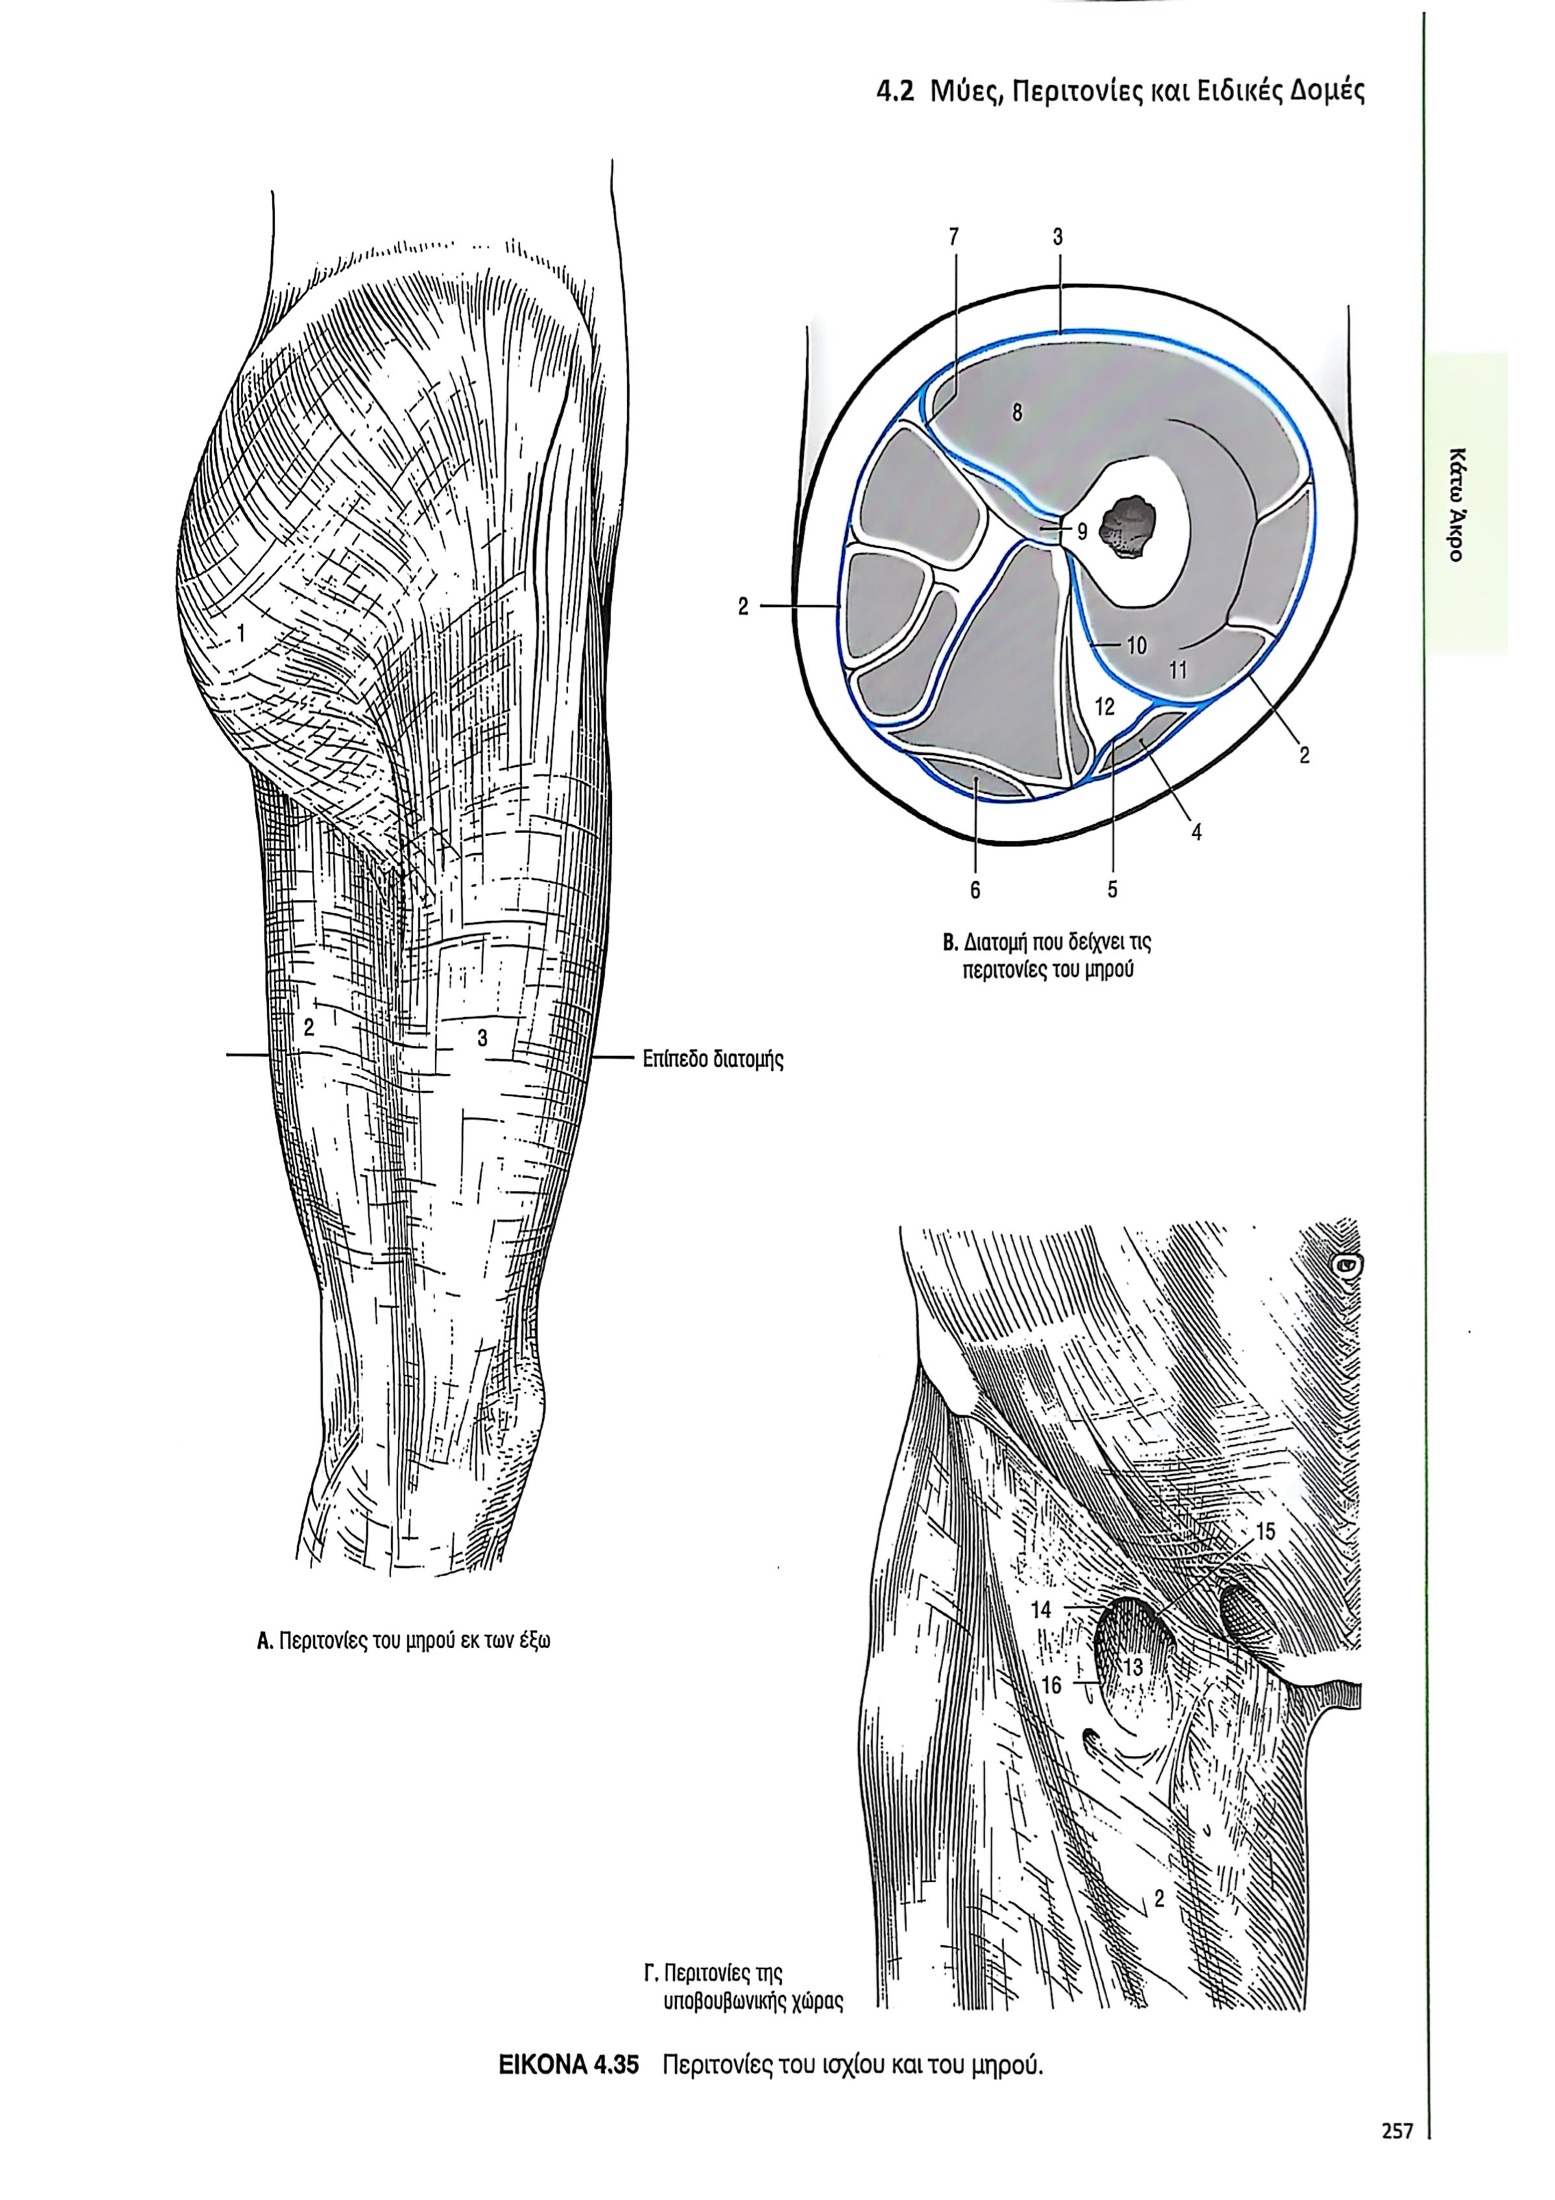 4.2 Μύες, Περιτονίες και Ειδικές Δομές
Κάτω Άκρο
1
2
3
Επίπεδο διατομής
Α. Περιτονίες του μηρού εκ των έξω
7
3
8
9
2
10
11
12
2
4
6
5
Β. Διατομή που δείχνει τις
περιτονίες του μηρού
15
14
13
16
2
Γ. Περιτονίες της
υποβουβωνικής χώρας
ΕΙΚΟΝΑ 4.35 Περιτονίες του ισχίου και του μηρού.
257